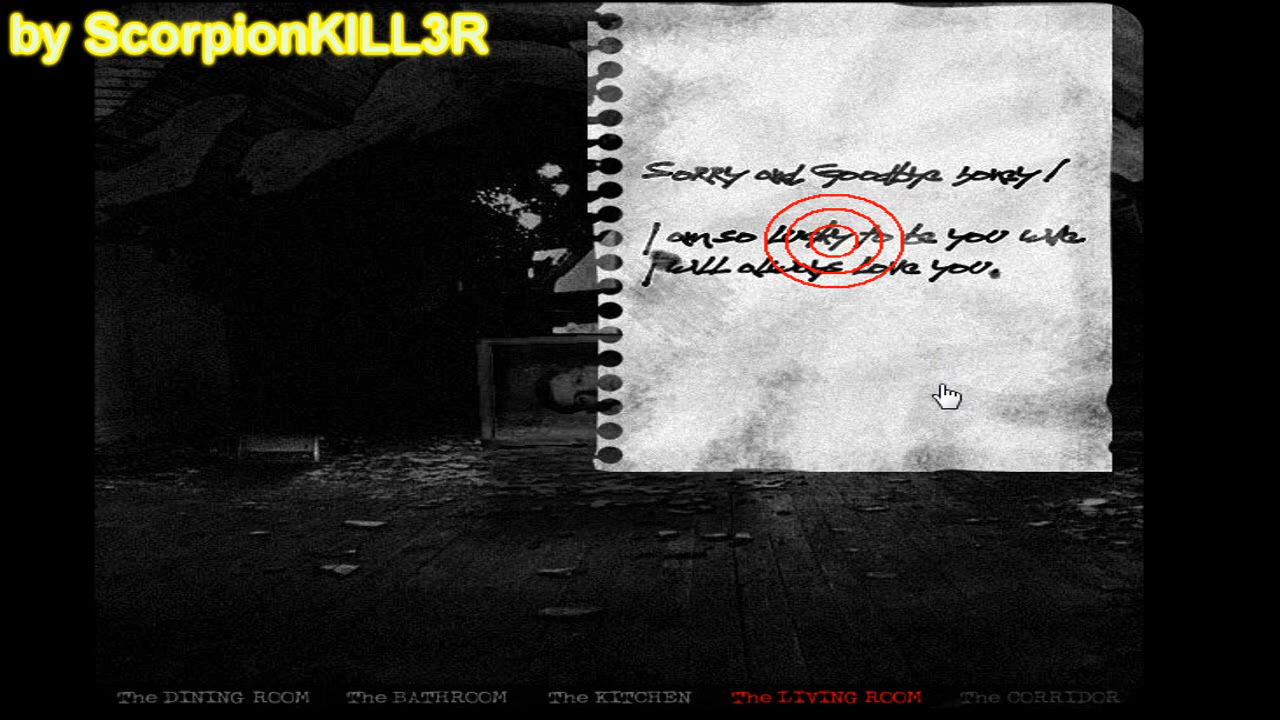 by ScorpionKILL3R
Sorry and Goodbye honey !
I am so lucky to be you wife
I will always love you.
The DINING ROOM The BATHROOM The KITCHEN The LIVING ROOM The CORRIDOR